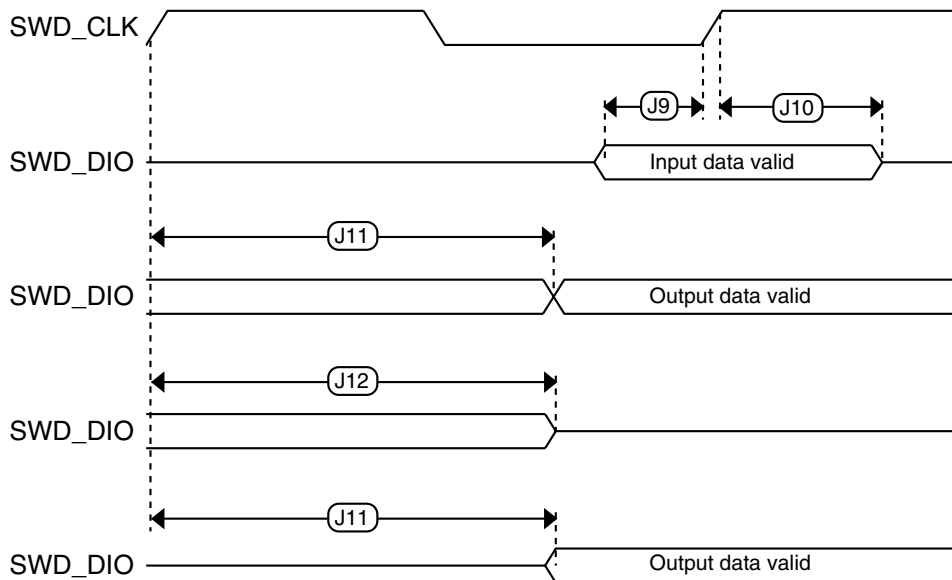 SWD_CLK
J9
J10
SWD_DIO
Input data valid
J11
SWD_DIO
Output data valid
J12
SWD_DIO
J11
SWD_DIO
Output data valid